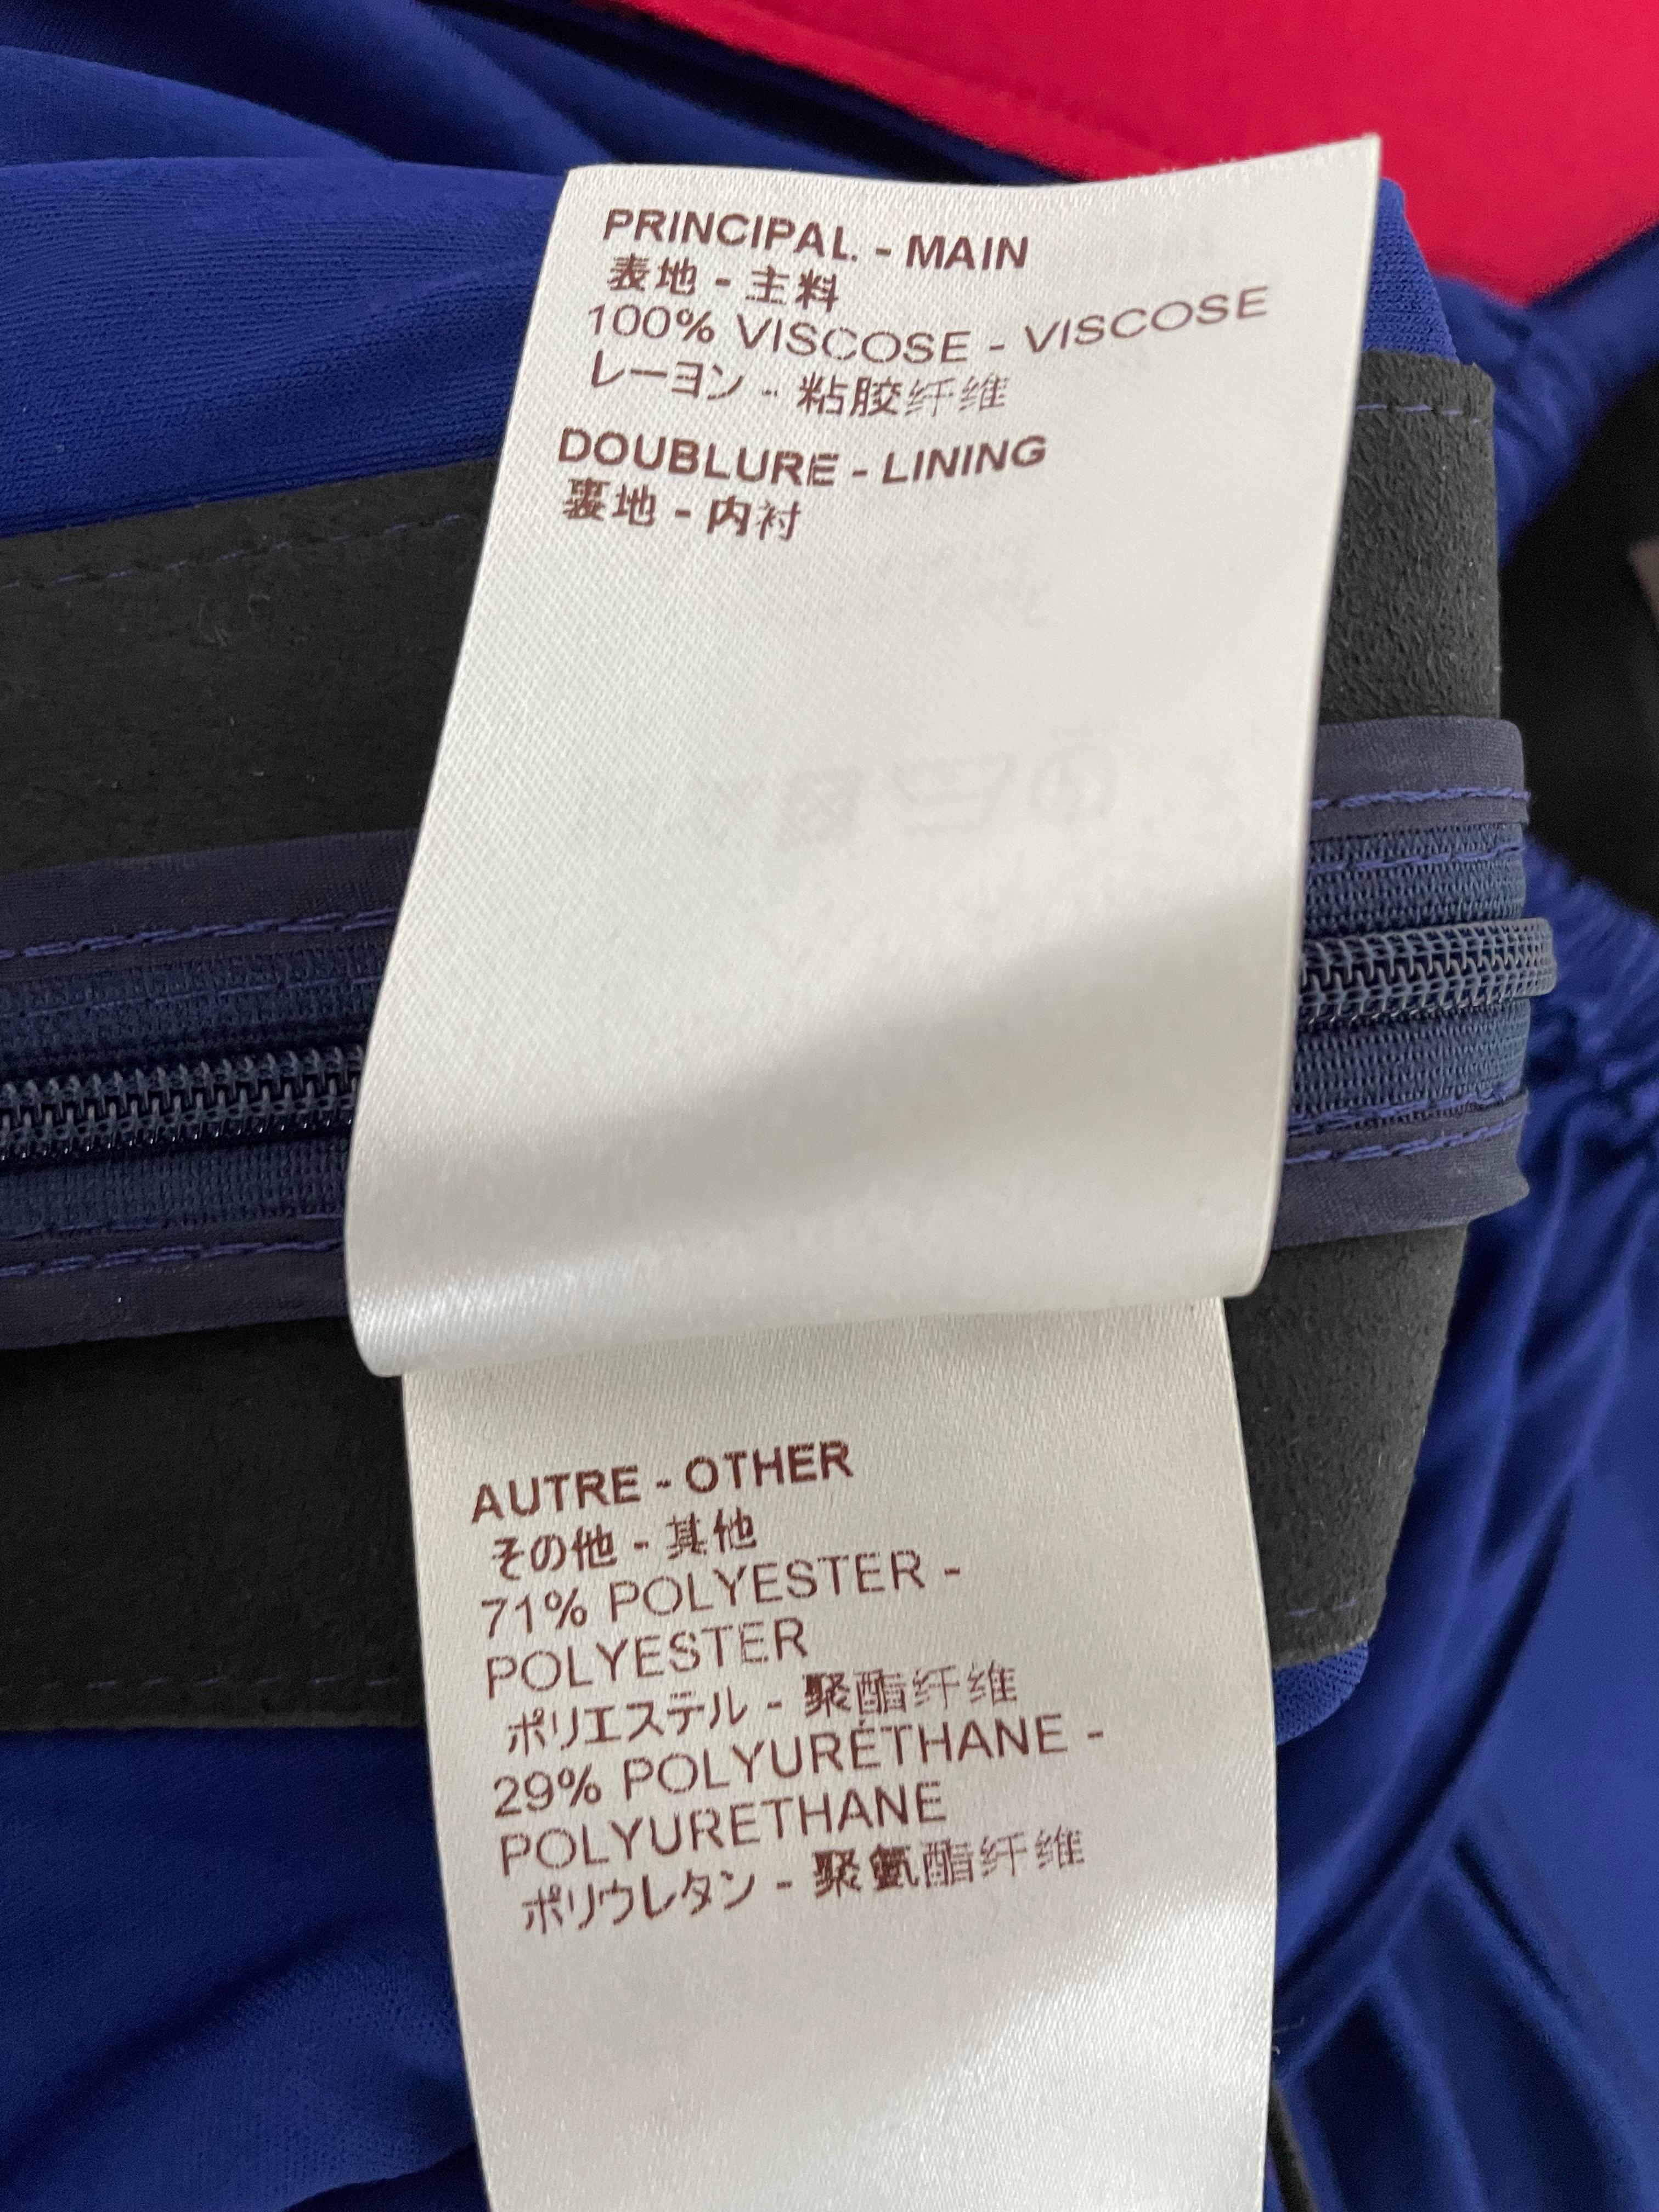 PRINCIPAL - MAIN
表地 - 主料
100% VISCOSE - VISCOSE
レーヨン - 粘胶纤维
DOUBLURE - LINING
裏地 - 内衬
AUTRE - OTHER
その他 - 其他
71% POLYESTER -
POLYESTER
ポリエステル - 聚酯纤维
29% POLYURÉTHANE -
POLYURETHANE
ポリウレタン - 聚氨酯纤维